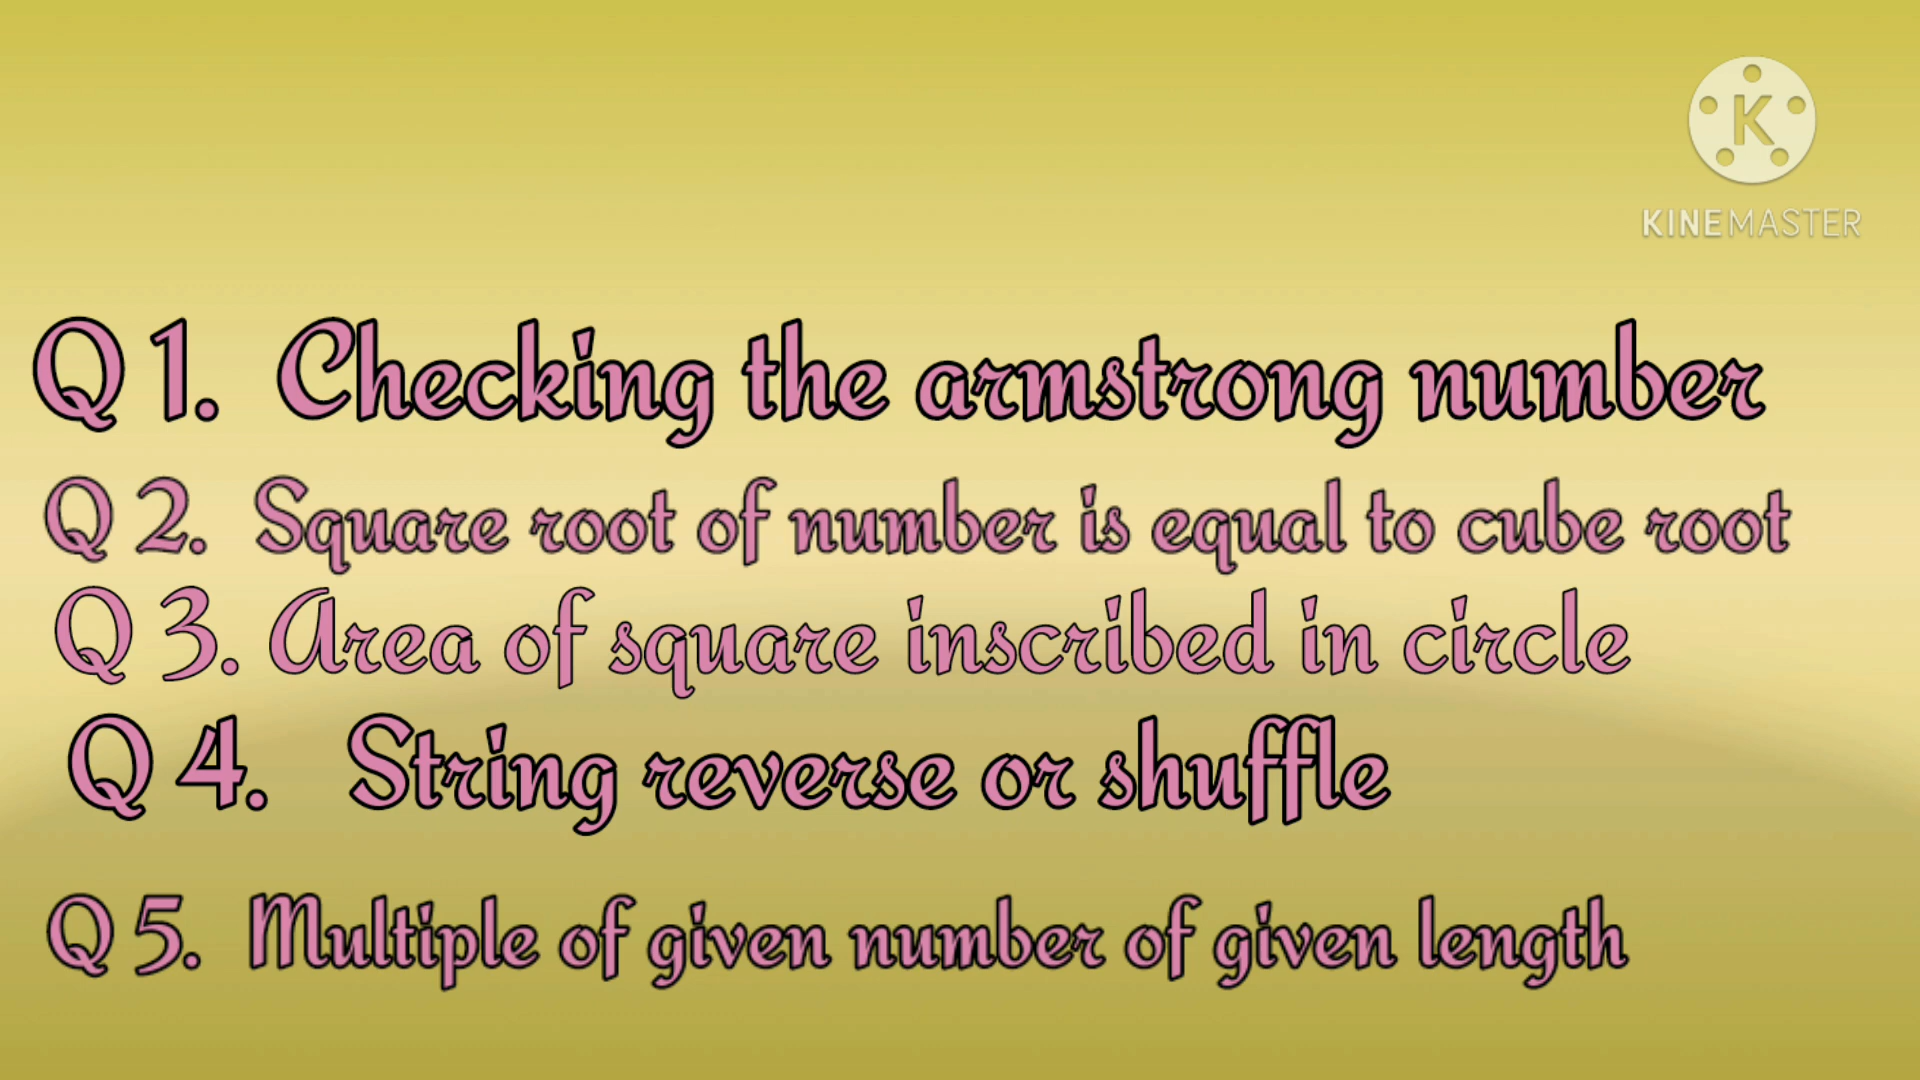 K
KINEMASTER
Q 1. Checking the armstrong number
Q 2. Square root of number is equal to cube root
Q 3. Area of square inscribed in circle
Q 4. String reverse or shuffle
Q 5. Multiple of given number of given length